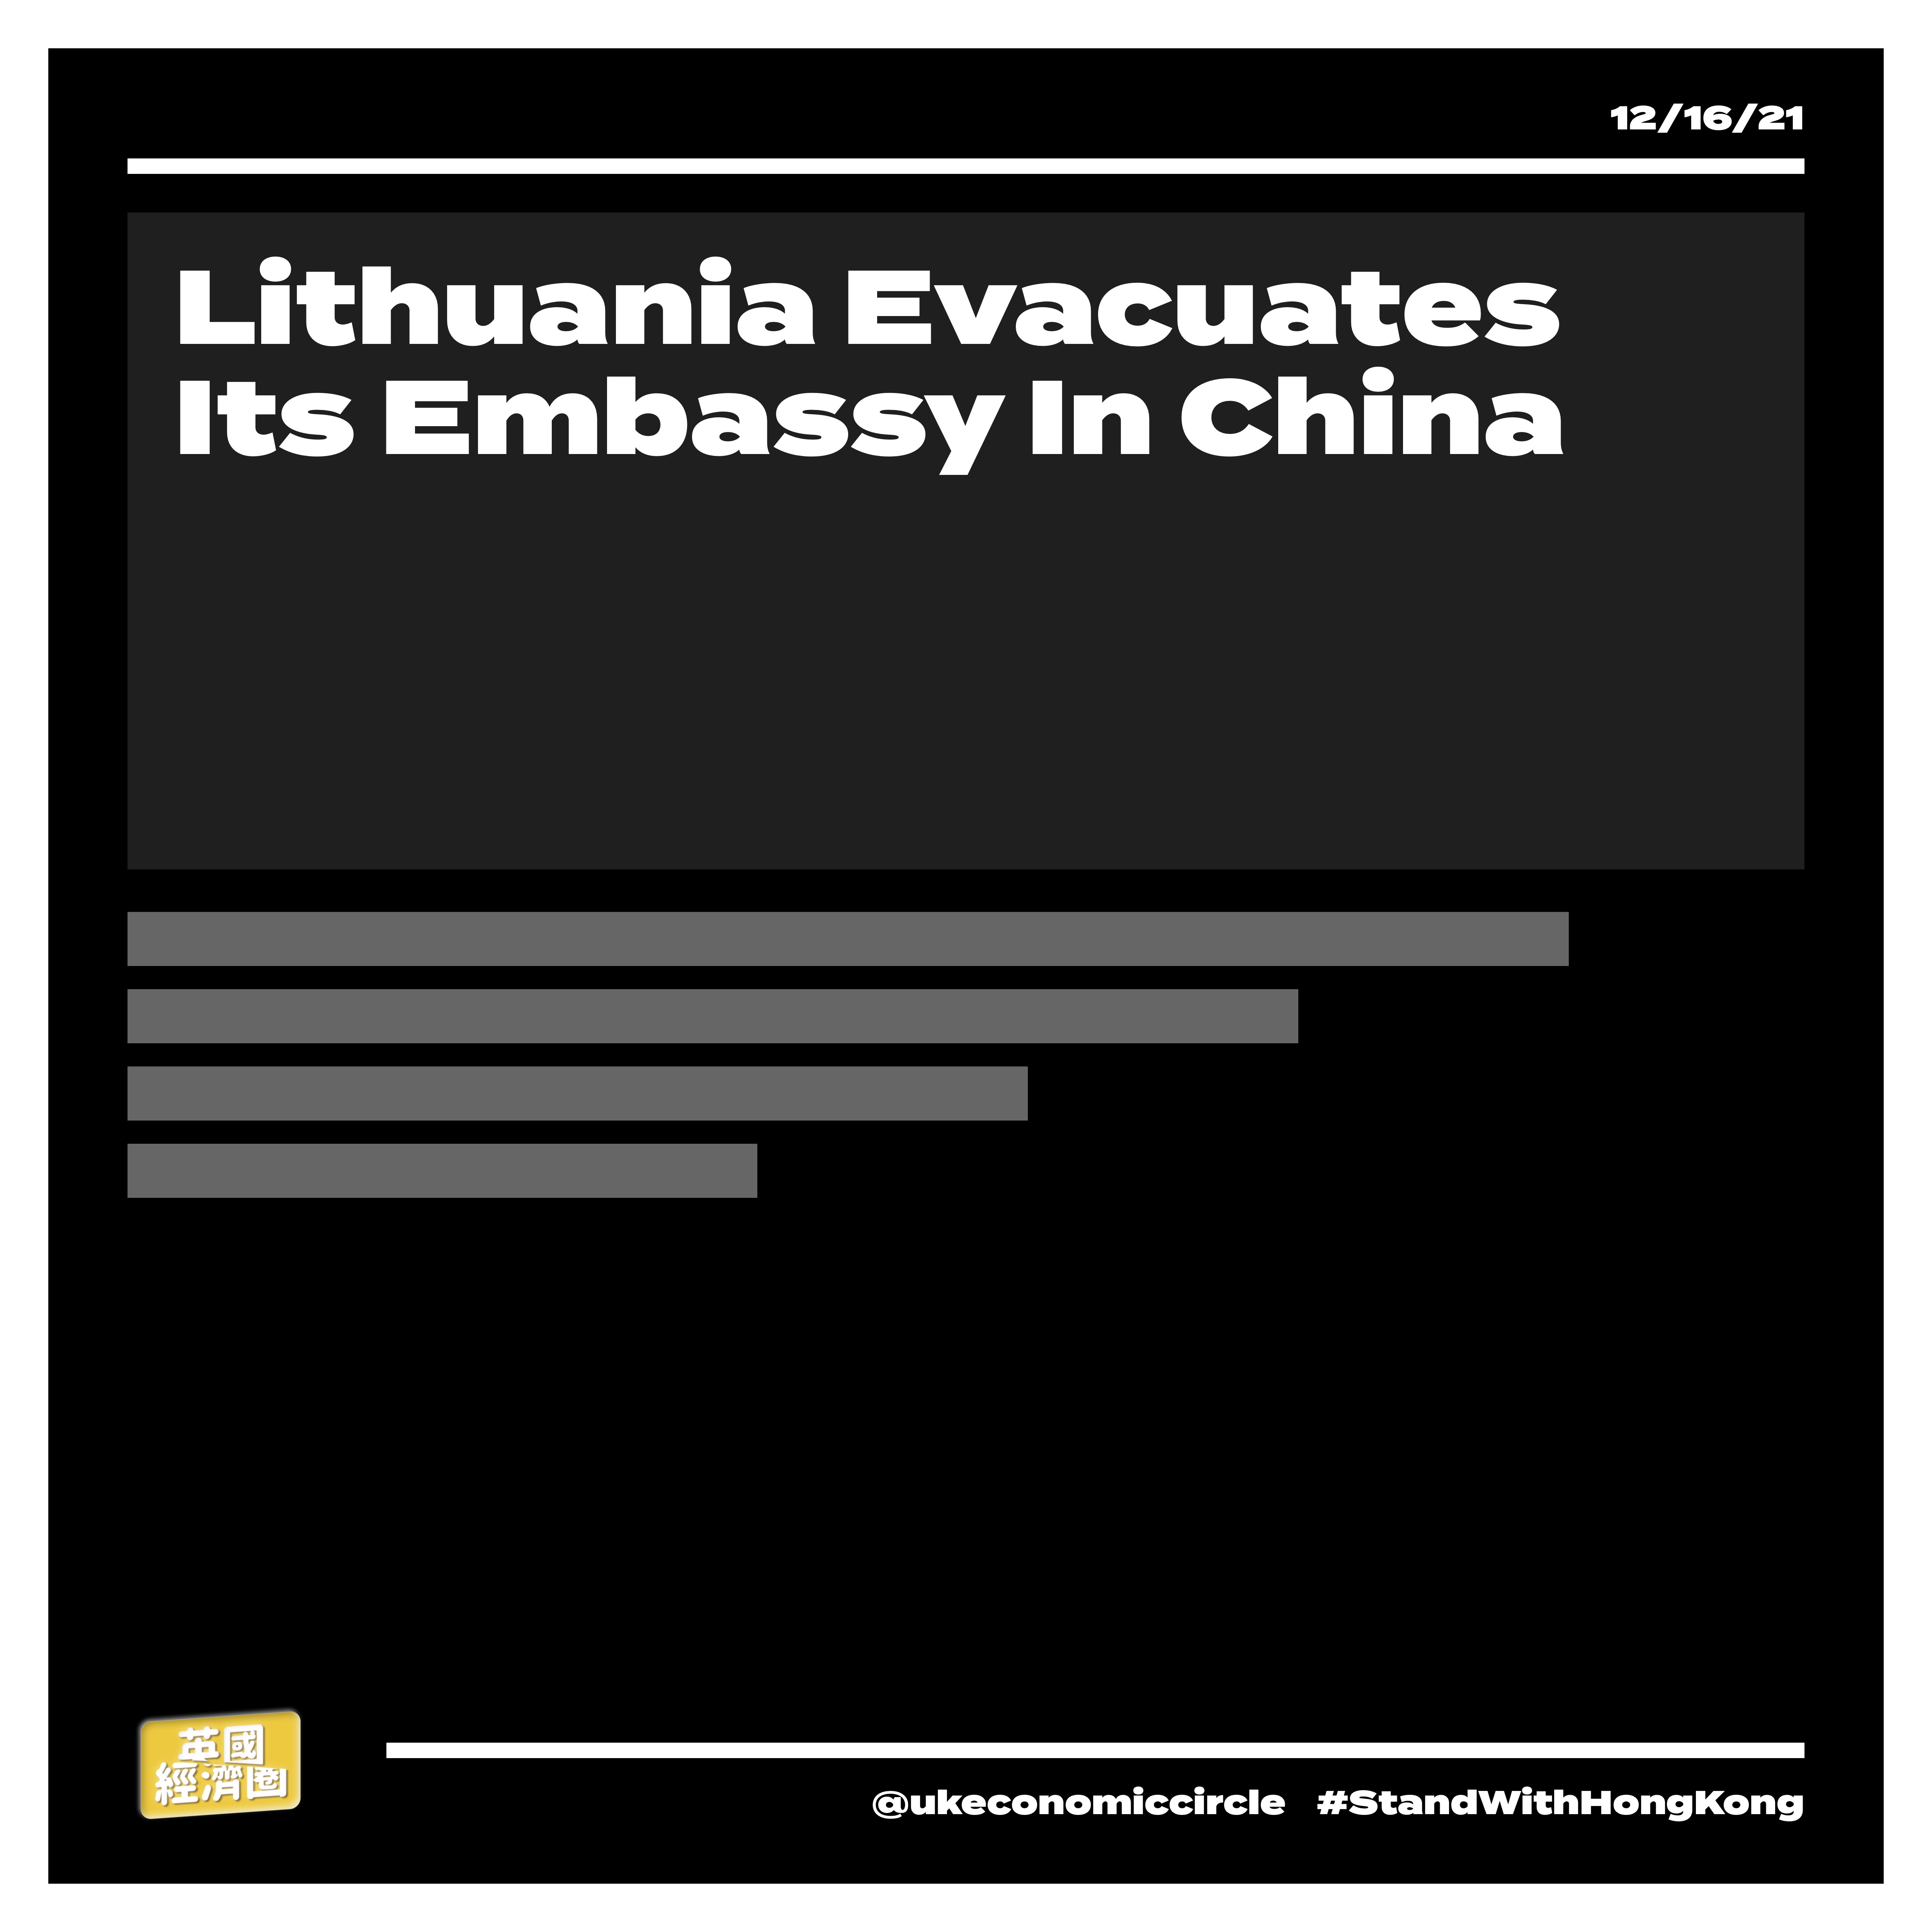 12/16/21
Lithuania Evacuates
Its Embassy In China
英國
經濟圈
@ukeconomiccircle #StandWithHongKong